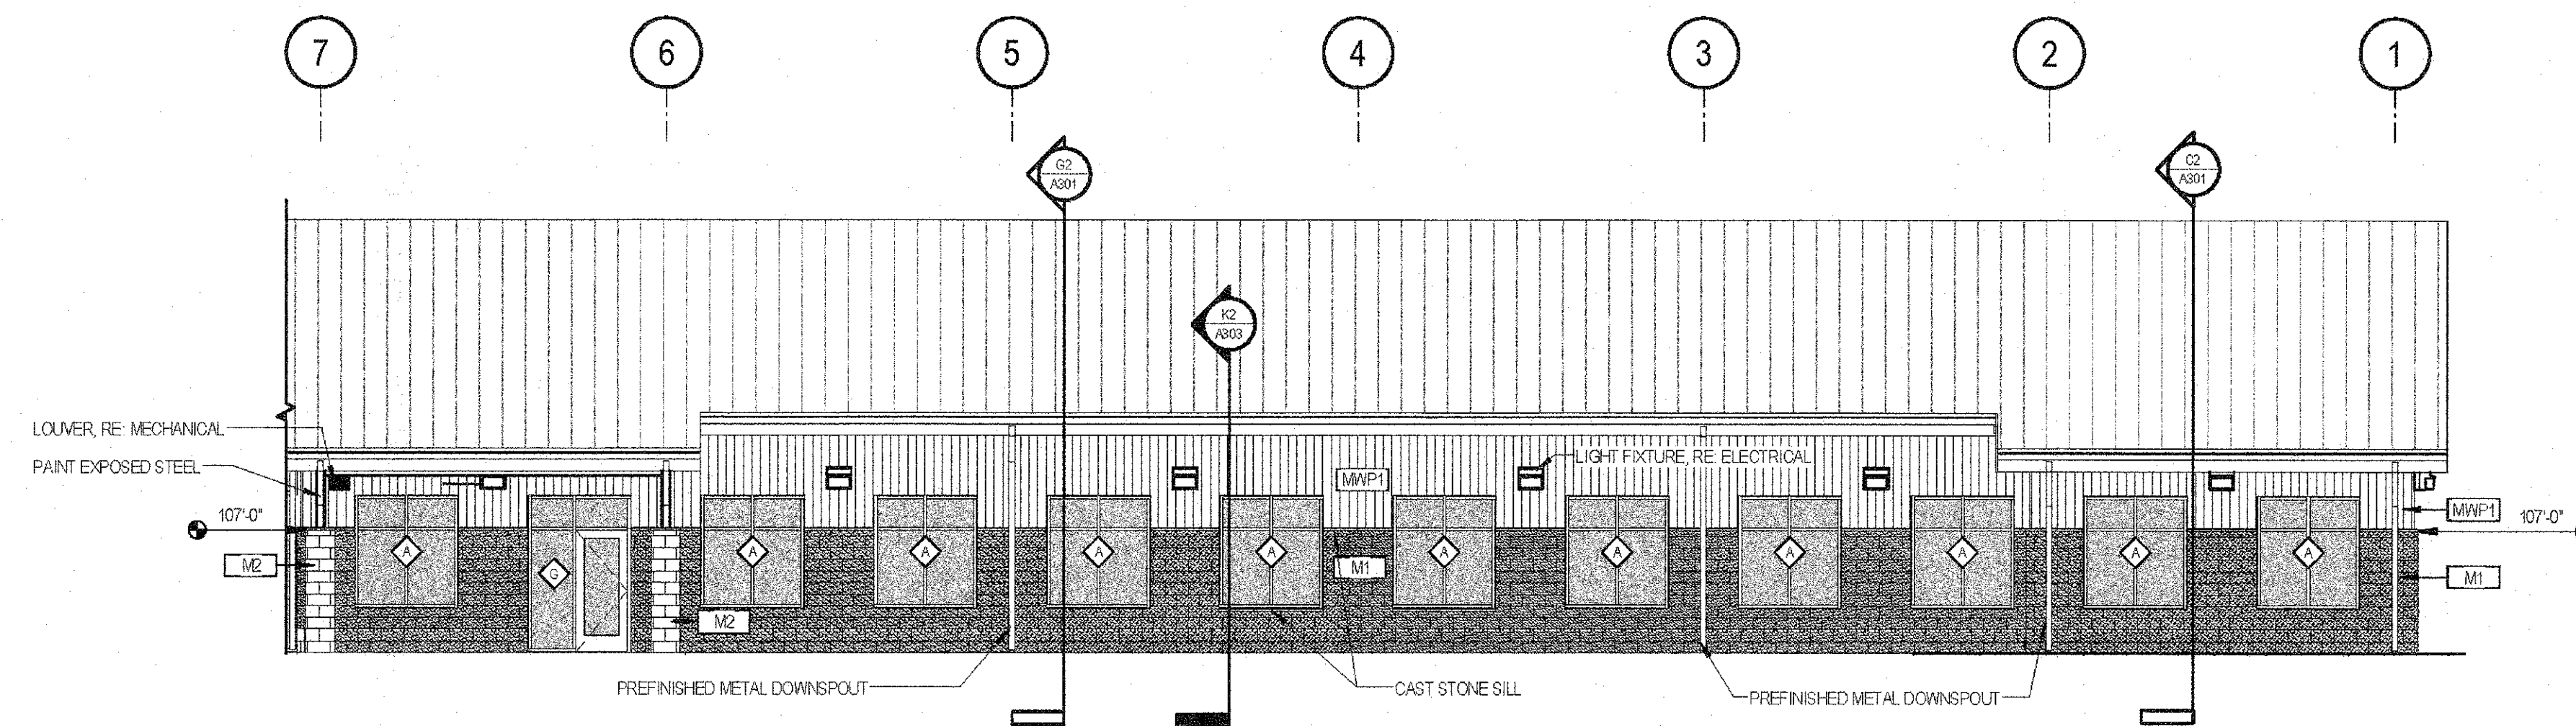 7 6 5 4 3 2 1
G2
A301
C2
A301
K2
A303
LOUVER, RE: MECHANICAL
PAINT EXPOSED STEEL
LIGHT FIXTURE, RE: ELECTRICAL
MWP1
MWP1
107'-0"
107'-0"
A G A A A A A A A A A A
M2
M1
M1
M2
PREFINISHED METAL DOWNSPOUT
CAST STONE SILL
PREFINISHED METAL DOWNSPOUT